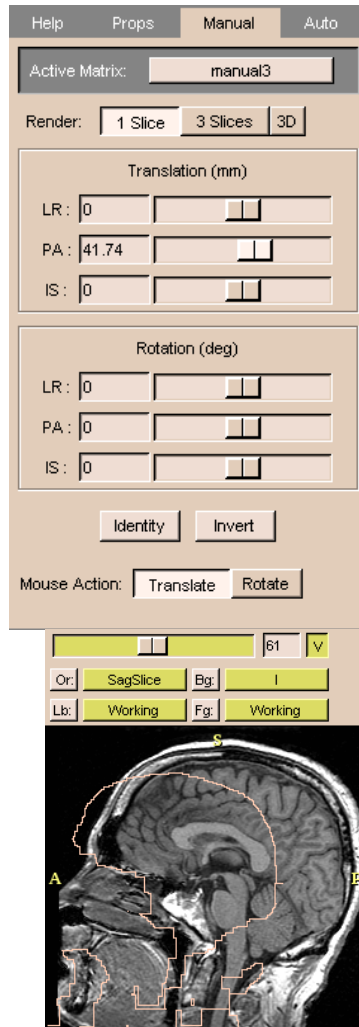 Help Props Manual Auto
Active Matrix: manual3
Render: 1 Slice 3 Slices 3D
Translation (mm)
LR : 0
PA : 41.74
IS : 0
Rotation (deg)
LR : 0
PA : 0
IS : 0
Identity Invert
Mouse Action: Translate Rotate
61 V
Or: SagSlice Bg: I
Lb: Working Fg: Working
S
A P